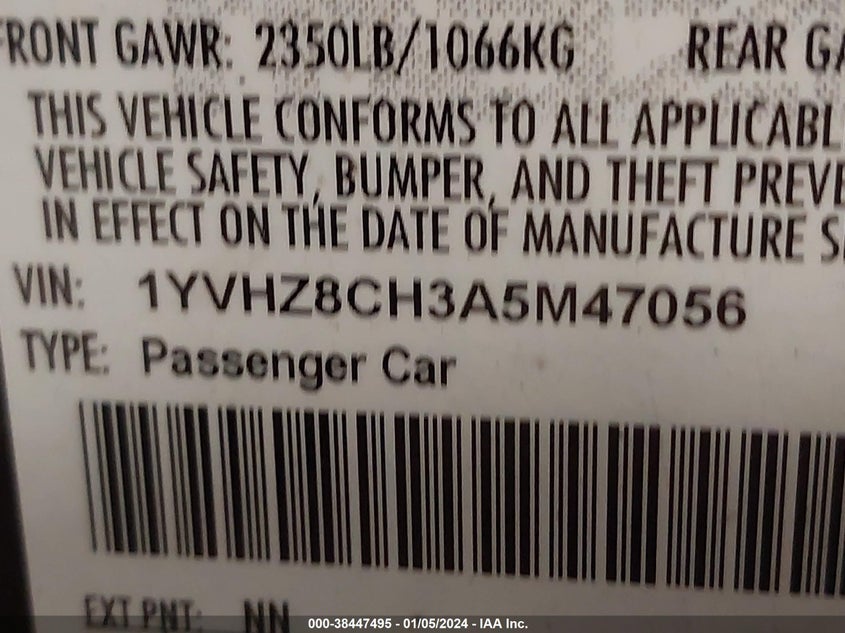 FRONT GAWR: 2350LB/1066KG REAR GA
THIS VEHICLE CONFORMS TO ALL APPLICABL
VEHICLE SAFETY, BUMPER, AND THEFT PREVE
IN EFFECT ON THE DATE OF MANUFACTURE S
VIN: 1YVHZ8CH3A5M47056
TYPE: Passenger Car
EXT PNT: NN
000-38447495 - 01/05/2024 - IAA Inc.